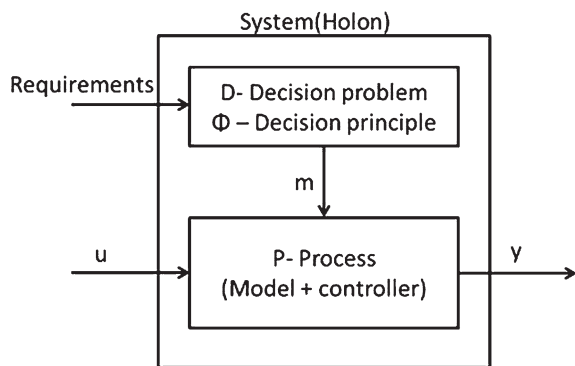 System(Holon)
Requirements
D- Decision problem
Φ – Decision principle
m
u
P- Process
(Model + controller)
y